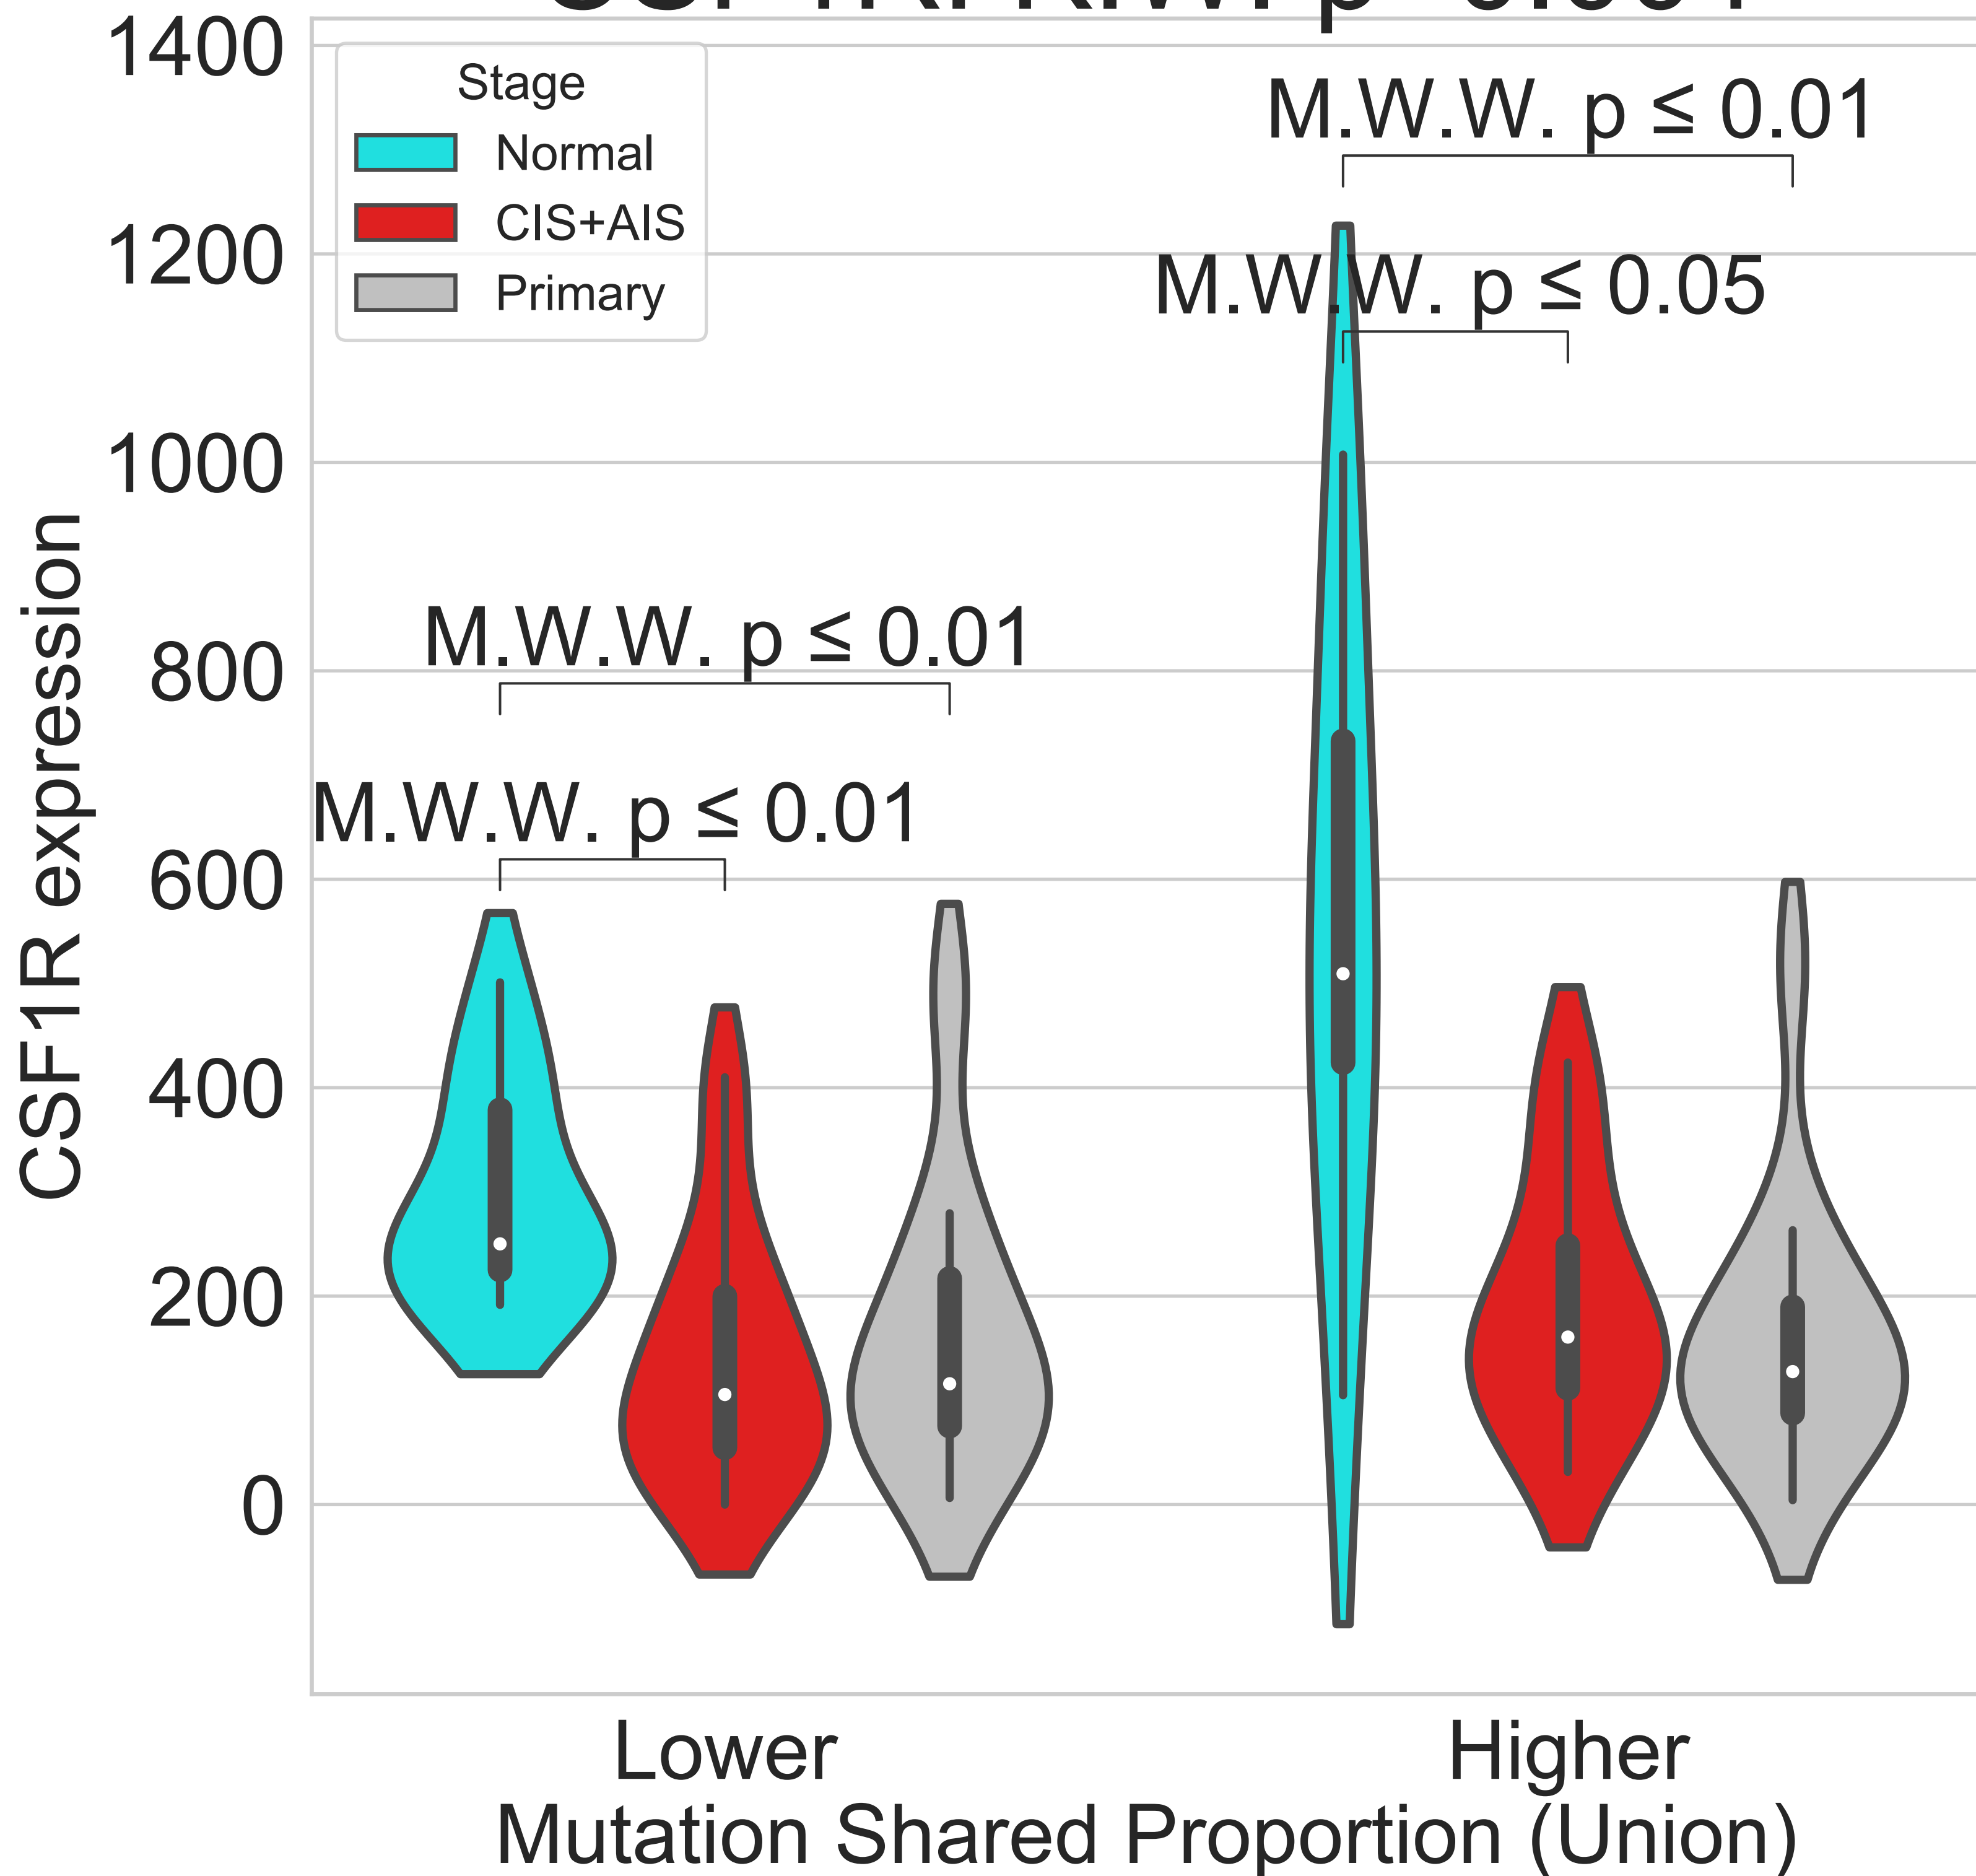 1400
1200
1000
800
600
400
200
0
CSF1R expression
Stage
Normal
CIS+AIS
Primary
M.W.W. p ≤ 0.01
M.W.W. p ≤ 0.05
M.W.W. p ≤ 0.01
M.W.W. p ≤ 0.01
Lower
Higher
Mutation Shared Proportion (Union)